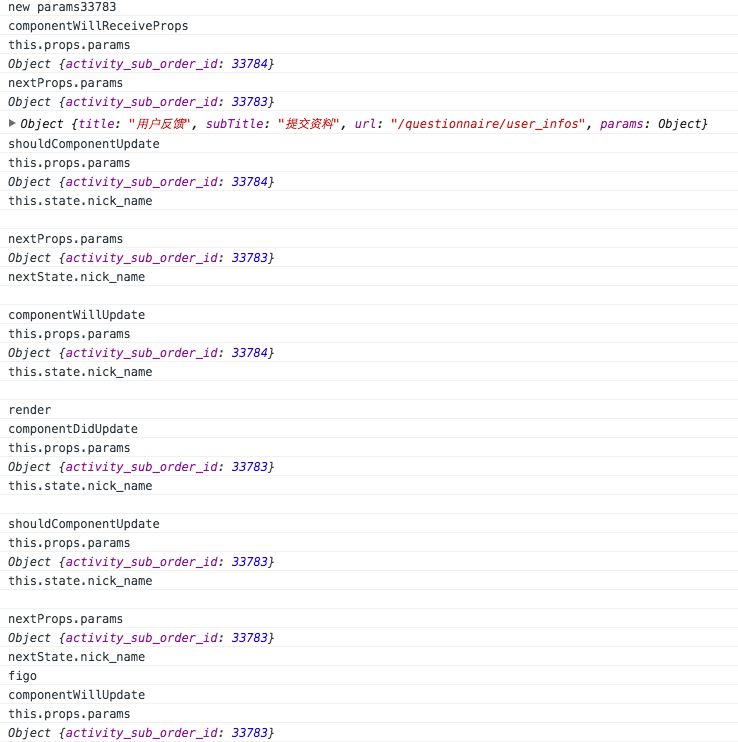 new params33783
componentWillReceiveProps
this.props.params
Object {activity_sub_order_id: 33784}
nextProps.params
Object {activity_sub_order_id: 33783}
Object {title: "用户反馈", subTitle: "提交资料", url: "/questionnaire/user_infos", params: Object}
shouldComponentUpdate
this.props.params
Object {activity_sub_order_id: 33784}
this.state.nick_name
nextProps.params
Object {activity_sub_order_id: 33783}
nextState.nick_name
componentWillUpdate
this.props.params
Object {activity_sub_order_id: 33784}
this.state.nick_name
render
componentDidUpdate
this.props.params
Object {activity_sub_order_id: 33783}
this.state.nick_name
shouldComponentUpdate
this.props.params
Object {activity_sub_order_id: 33783}
this.state.nick_name
nextProps.params
Object {activity_sub_order_id: 33783}
nextState.nick_name
figo
componentWillUpdate
this.props.params
Object {activity_sub_order_id: 33783}